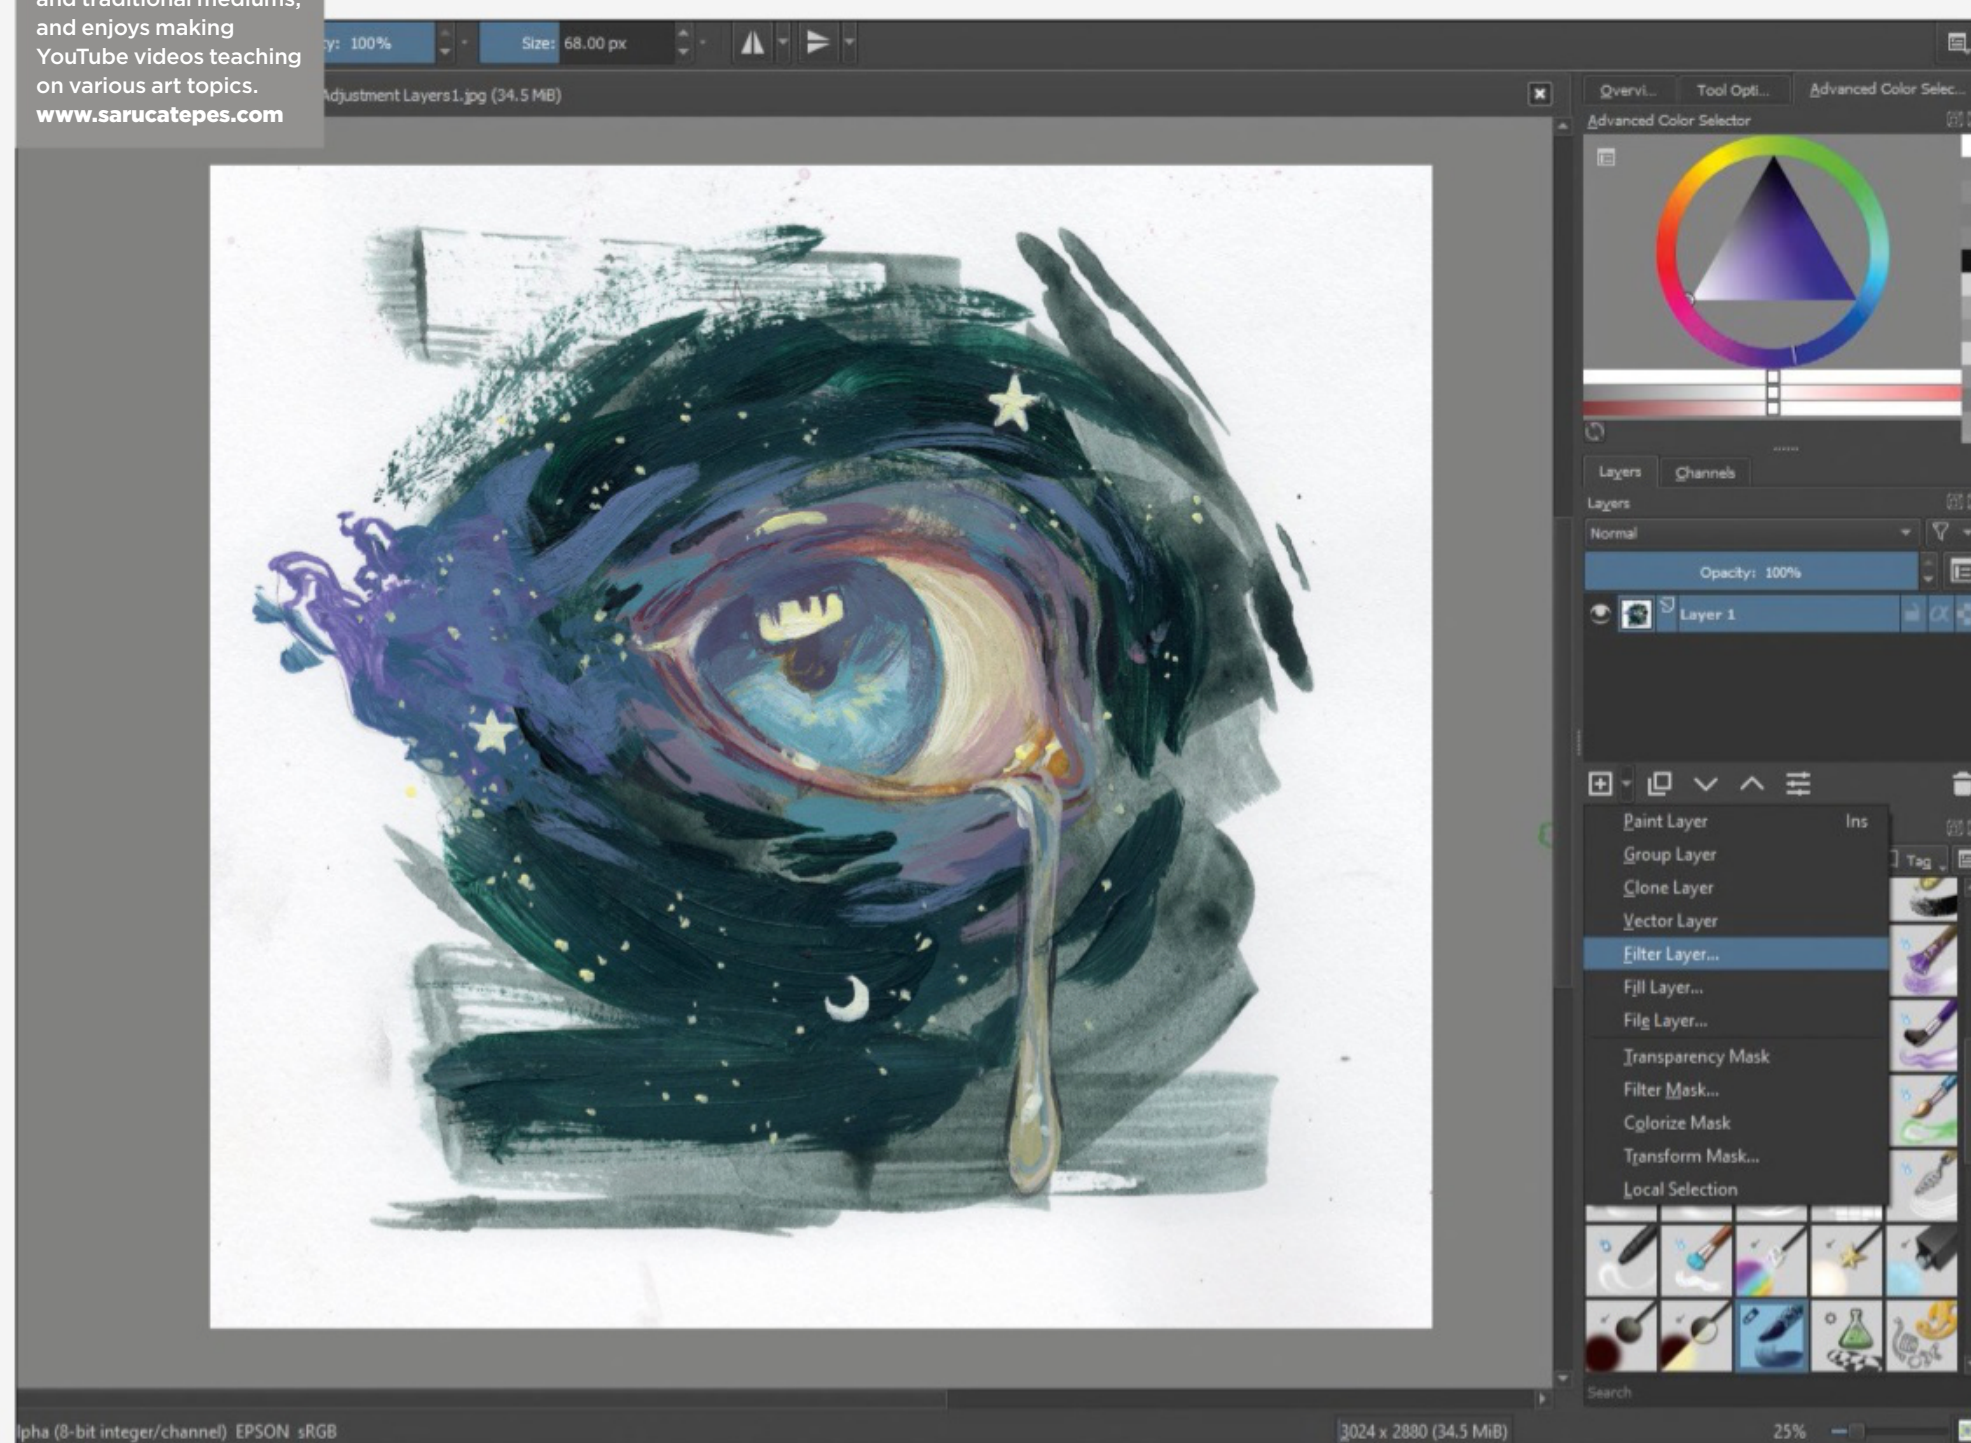 and traditional mediums,
and enjoys making
YouTube videos teaching
on various art topics.
www.sarucatepes.com
y: 100%
Size: 68.00 px
Adjustment Layers1.jpg (34.5 MiB)
Overvi...
Tool Opti...
Advanced Color Selec...
Advanced Color Selector
Layers
Channels
Layers
Normal
Opacity: 100%
Layer 1
Paint Layer Ins
Group Layer
Clone Layer
Vector Layer
Filter Layer...
Fill Layer...
File Layer...
Transparency Mask
Filter Mask...
Colorize Mask
Transform Mask...
Local Selection
Tag
Search
lpha (8-bit integer/channel) EPSON sRGB
3024 x 2880 (34.5 MiB)
25%